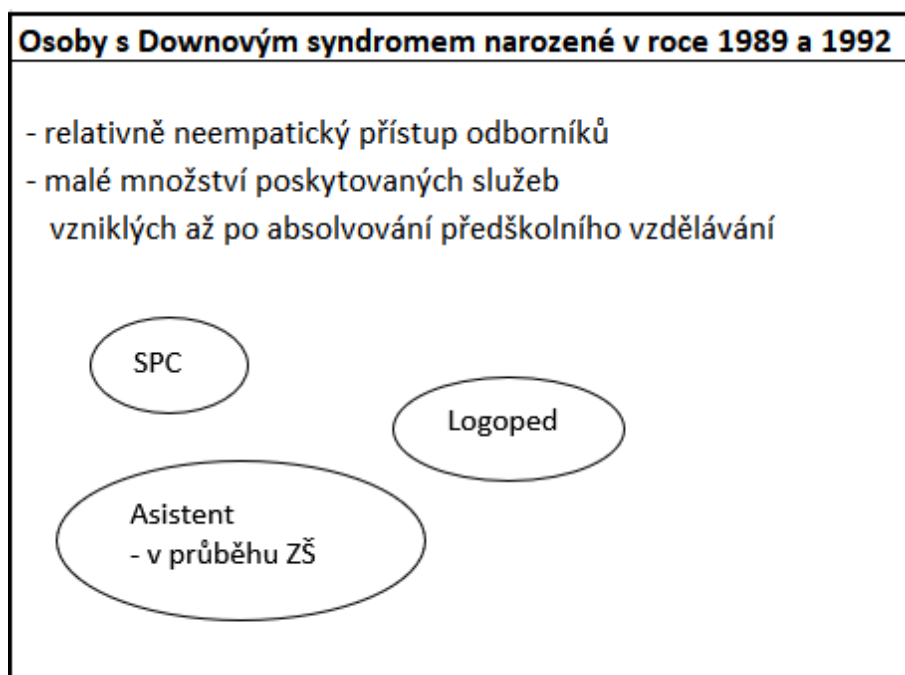 Osoby s Downovým syndromem narozené v roce 1989 a 1992
- relativně neempatický přístup odborníků
- malé množství poskytovaných služeb
vzniklých až po absolvování předškolního vzdělávání
SPC
Logoped
Asistent
- v průběhu ZŠ